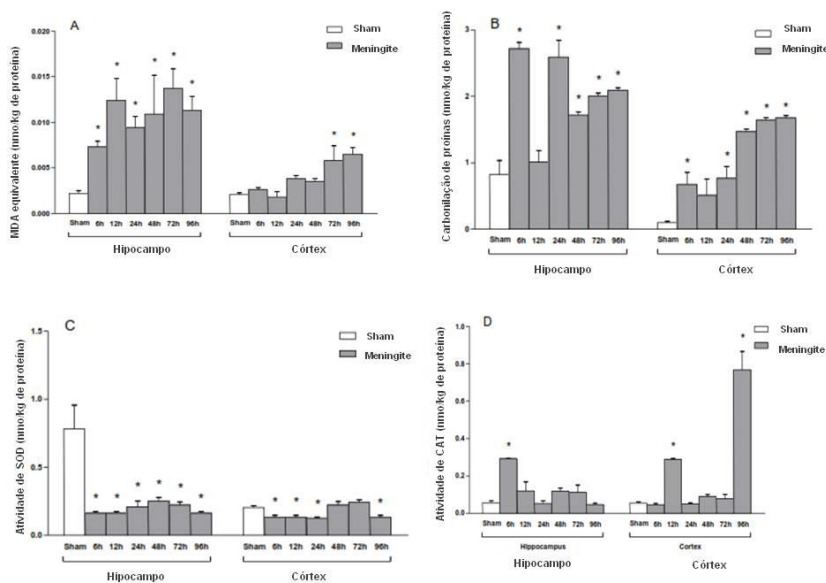 A
Sham
Meningite
MDA equivalente (nmo/kg de proteína)
0.020
0.015
0.010
0.005
0.000
Sham 6h 12h 24h 48h 72h 96h Sham 6h 12h 24h 48h 72h 96h
Hipocampo Córtex
B
Sham
Meningite
Carbonilação de proínas (nmo/kg de proteína)
3
2
1
0
Sham 6h 12h 24h 48h 72h 96h Sham 6h 12h 24h 48h 72h 96h
Hipocampo Córtex
C
Sham
Meningite
Atividade de SOD (nmo/kg de proteína)
1.5
1.0
0.5
0.0
Sham 6h 12h 24h 48h 72h 96h Sham 6h 12h 24h 48h 72h 96h
Hipocampo Córtex
D
Sham
Meningite
Atividade de CAT (nmo/kg de proteína)
1.0
0.8
0.6
0.4
0.2
0.0
Sham 6h 12h 24h 48h 72h 96h Sham 6h 12h 24h 48h 72h 96h
Hippocampus Cortex
Hipocampo Córtex